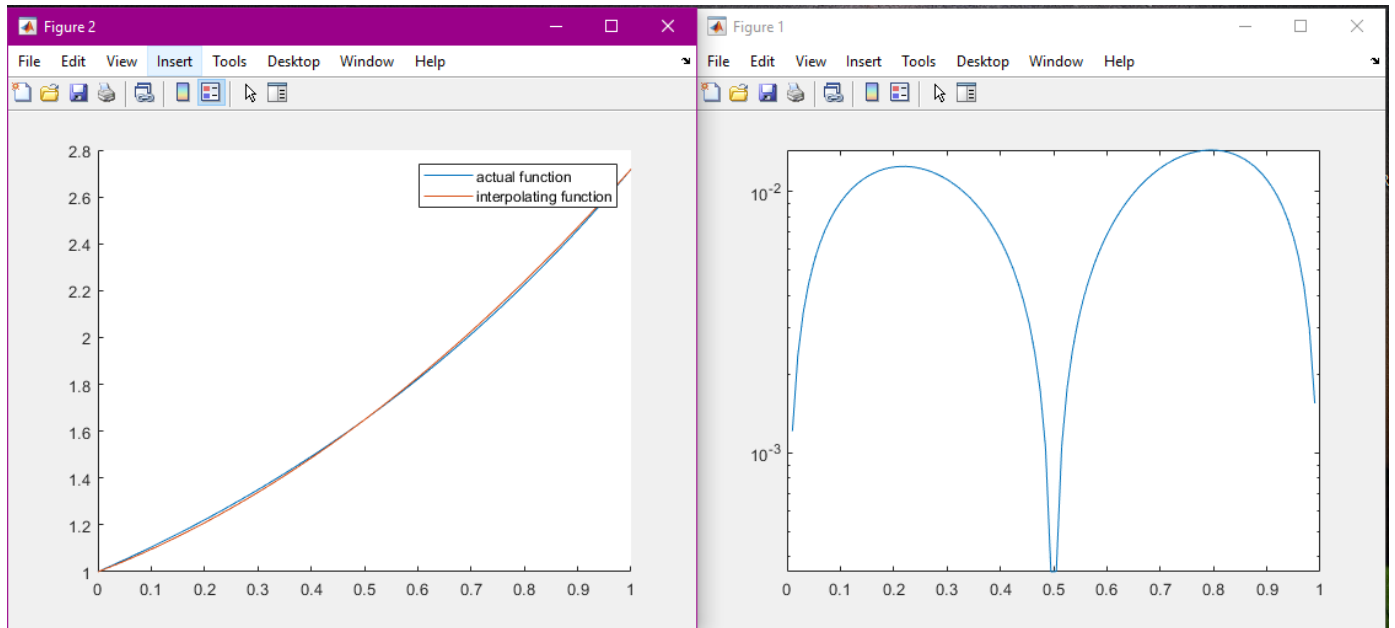 Figure 2
File Edit View Insert Tools Desktop Window Help
2.8
2.6
2.4
2.2
2
1.8
1.6
1.4
1.2
1
0 0.1 0.2 0.3 0.4 0.5 0.6 0.7 0.8 0.9 1
actual function
interpolating function
Figure 1
File Edit View Insert Tools Desktop Window Help
10-2
10-3
0 0.1 0.2 0.3 0.4 0.5 0.6 0.7 0.8 0.9 1